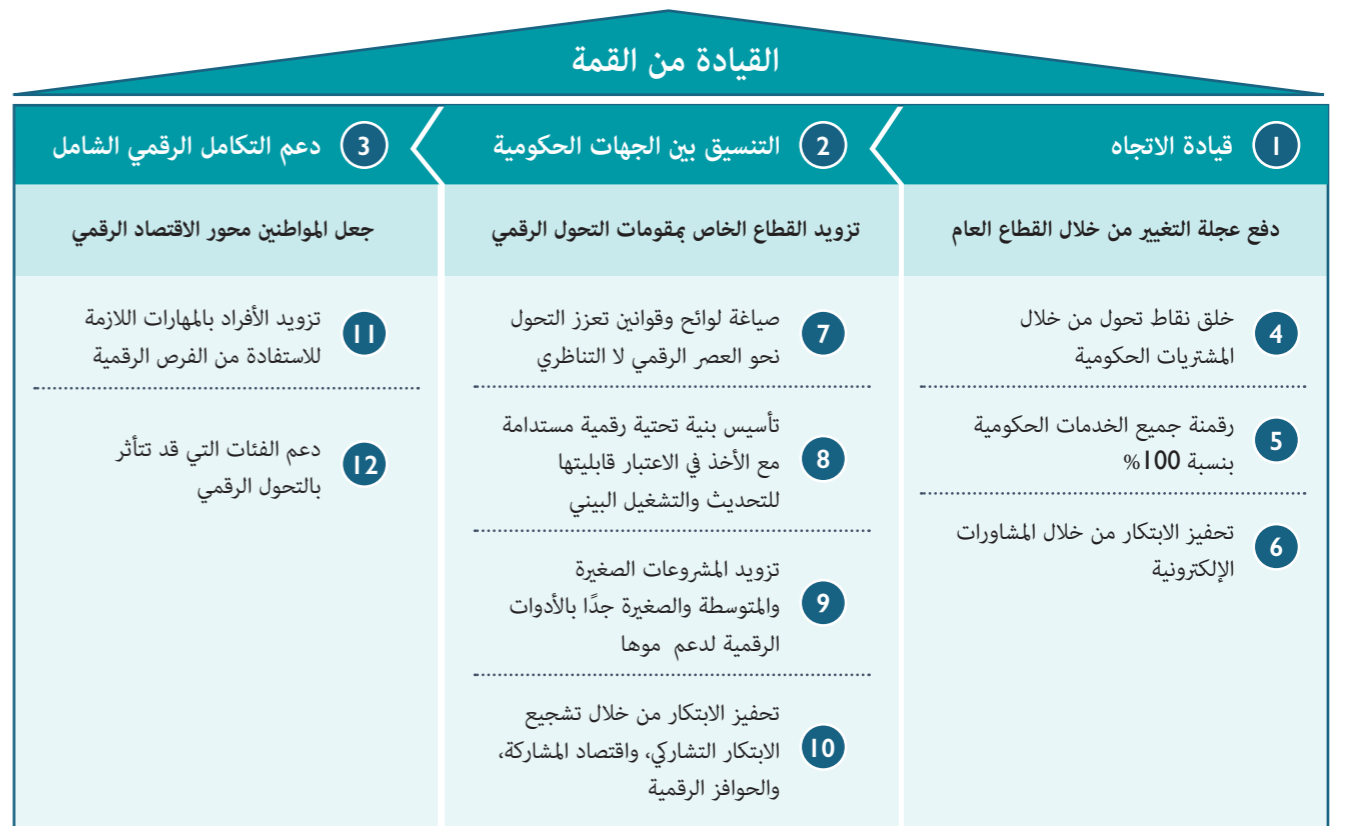 القيادة من القمة
1 قيادة الاتجاه
2 التنسيق بين الجهات الحكومية
3 دعم التكامل الرقمي الشامل
دفع عجلة التغيير من خلال القطاع العام
تزويد القطاع الخاص بمقومات التحول الرقمي
جعل المواطنين محور الاقتصاد الرقمي
4 خلق نقاط تحول من خلال
المشتريات الحكومية
5 رقمنة جميع الخدمات الحكومية
بنسبة 100%
6 تحفيز الابتكار من خلال المشاورات
الإلكترونية
7 صياغة لوائح وقوانين تعزز التحول
نحو العصر الرقمي لا التناظري
8 تأسيس بنية تحتية رقمية مستدامة
مع الأخذ في الاعتبار قابليتها
للتحديث والتشغيل البيني
9 تزويد المشروعات الصغيرة
والمتوسطة والصغيرة جدًا بالأدوات
الرقمية لدعم موها
10 تحفيز الابتكار من خلال تشجيع
الابتكار التشاركي، واقتصاد المشاركة،
والحوافز الرقمية
11 تزويد الأفراد بالمهارات اللازمة
للاستفادة من الفرص الرقمية
12 دعم الفئات التي قد تتأثر
بالتحول الرقمي